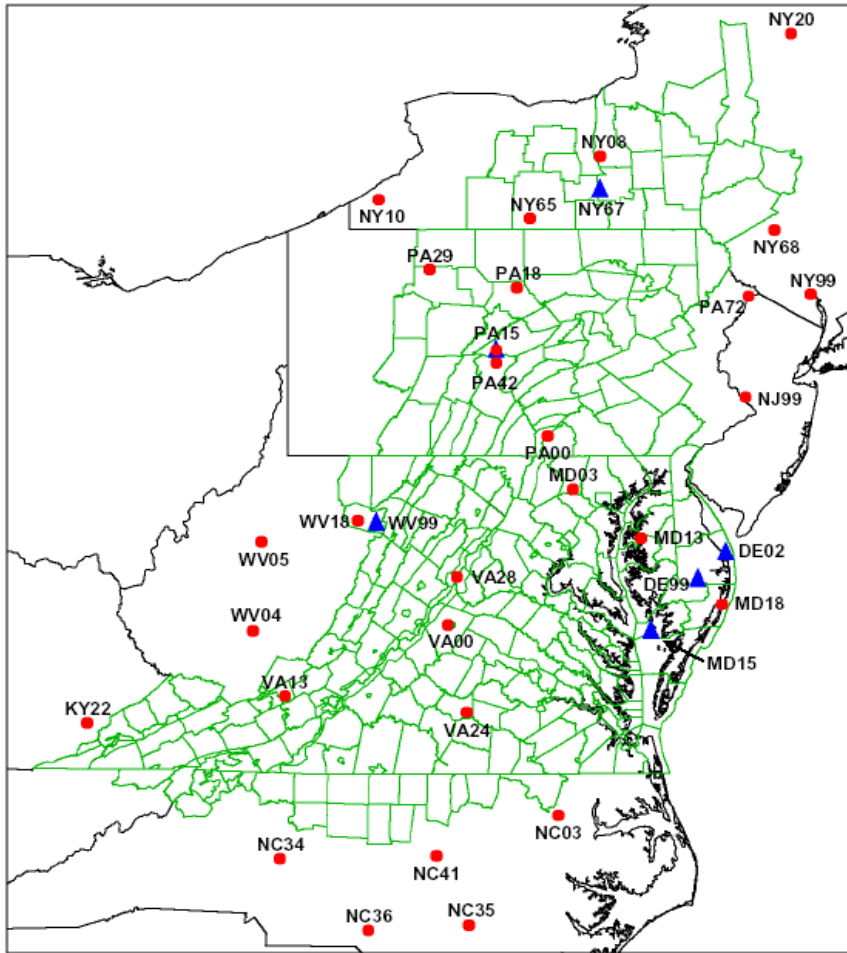 NY20
NY08
NY10
NY65
NY67
NY68
PA29
PA18
NY99
PA72
PA15
PA42
NJ99
PA00
MD03
WV18
WV99
WV05
MD13
DE02
VA28
DE99
MD18
WV04
VA00
MD15
VA13
KY22
VA24
NC03
NC34
NC41
NC36
NC35